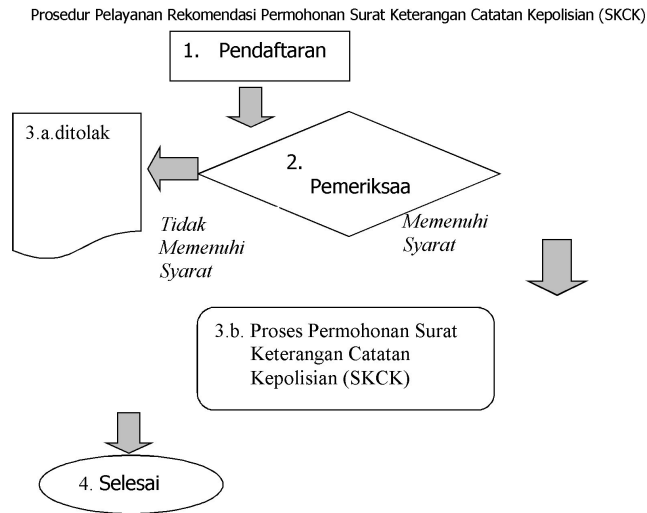 Prosedur Pelayanan Rekomendasi Permohonan Surat Keterangan Catatan Kepolisian (SKCK)
1. Pendaftaran
3.a.ditolak
2.
Pemeriksaa
Tidak
Memenuhi
Syarat
Memenuhi
Syarat
3.b. Proses Permohonan Surat
Keterangan Catatan
Kepolisian (SKCK)
4. Selesai